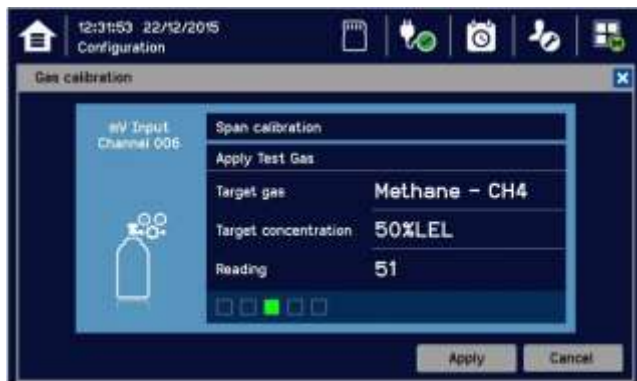 12:31:53 22/12/2015
Configuration
Gas calibration
mV Input
Channel 006
Span calibration
Apply Test Gas
Target gas Methane - CH4
Target concentration 50%LEL
Reading 51
Apply Cancel